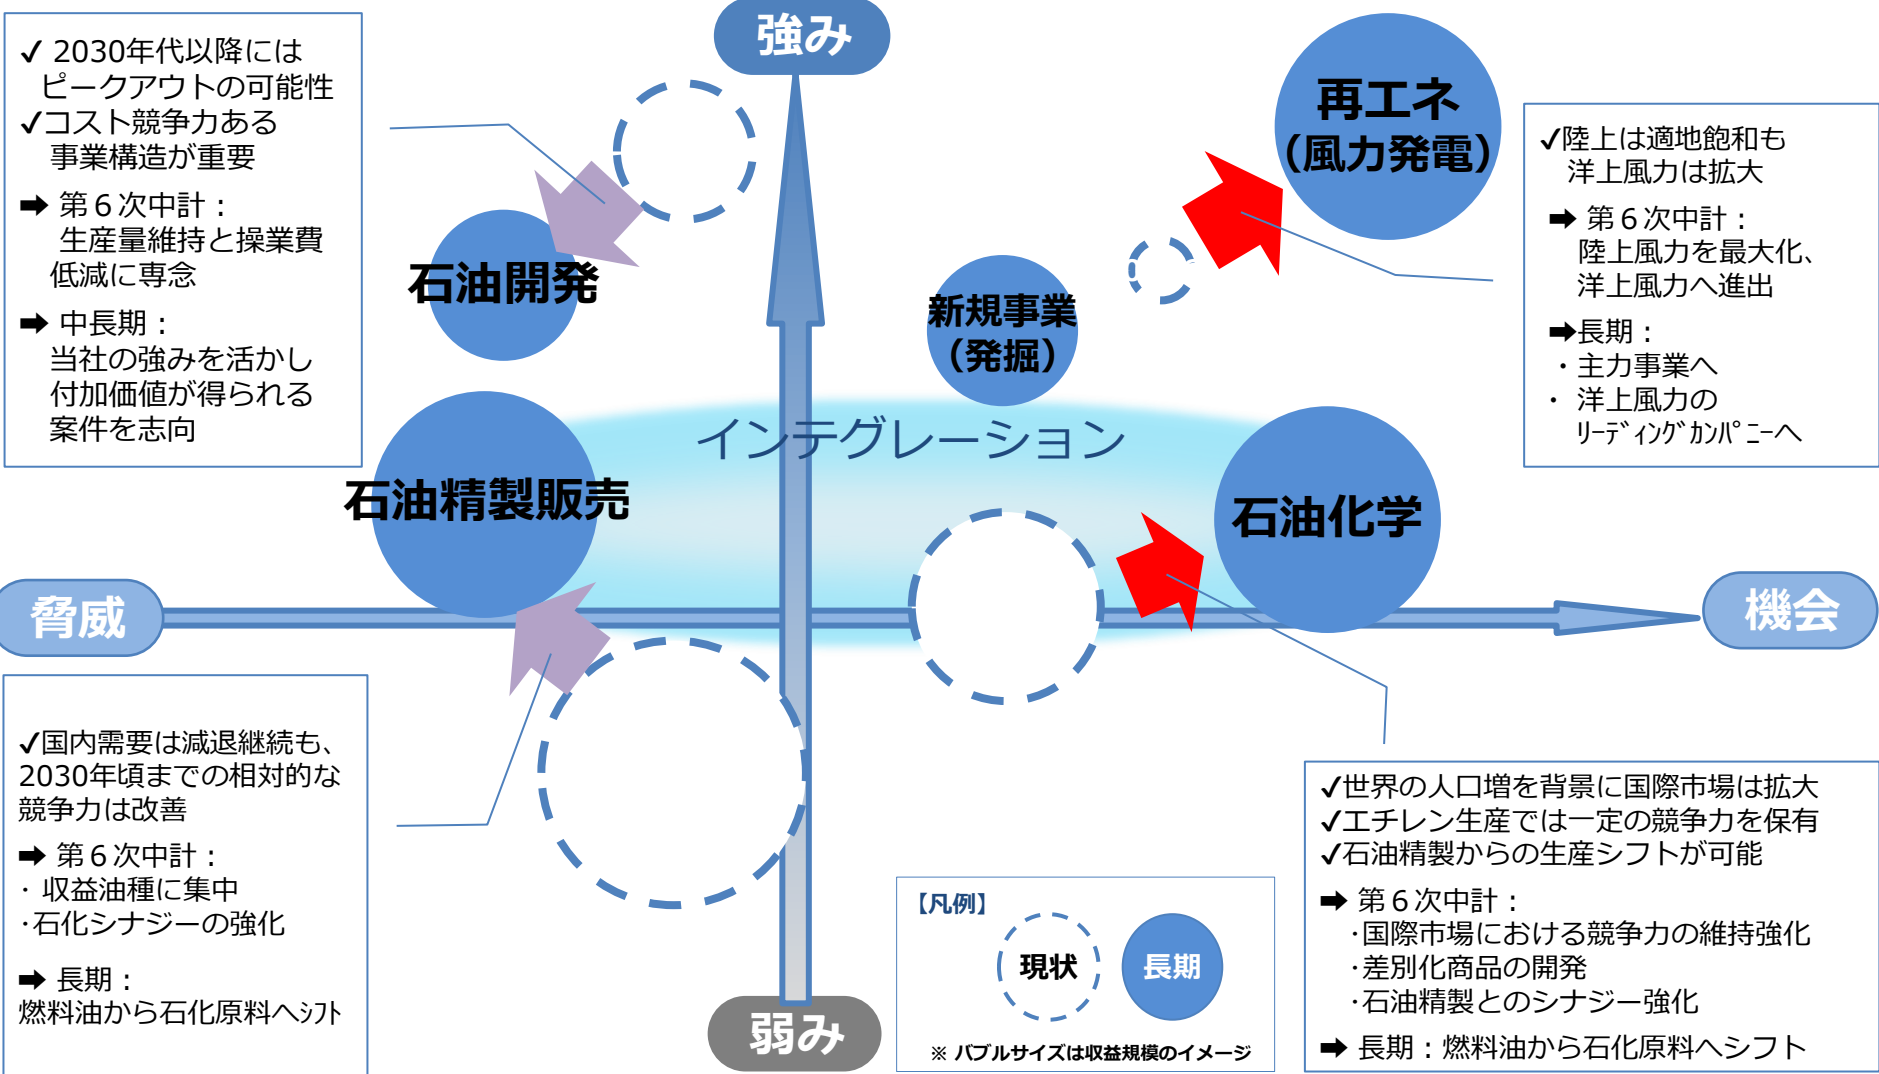 強み
✓ 2030年代以降には
ピークアウトの可能性
✓コスト競争力ある
事業構造が重要
➡ 第6次中計：
生産量維持と操業費
低減に専念
➡ 中長期：
当社の強みを活かし
付加価値が得られる
案件を志向
再エネ
（風力発電）
✓陸上は適地飽和も
洋上風力は拡大
➡ 第6次中計：
陸上風力を最大化、
洋上風力へ進出
➡長期：
・主力事業へ
・ 洋上風力の
ﾘｰﾃﾞｨﾝｸﾞｶﾝﾊﾟﾆｰへ
石油開発
新規事業
（発掘）
インテグレーション
石油精製販売
石油化学
脅威
機会
✓国内需要は減退継続も、
2030年頃までの相対的な
競争力は改善
➡ 第6次中計：
・ 収益油種に集中
・石化シナジーの強化
➡ 長期：
燃料油から石化原料へｼﾌﾄ
✓世界の人口増を背景に国際市場は拡大
✓エチレン生産では一定の競争力を保有
✓石油精製からの生産シフトが可能
➡ 第6次中計：
・国際市場における競争力の維持強化
・差別化商品の開発
・石油精製とのシナジー強化
➡ 長期：燃料油から石化原料へシフト
【凡例】
現状
長期
※ バブルサイズは収益規模のイメージ
弱み